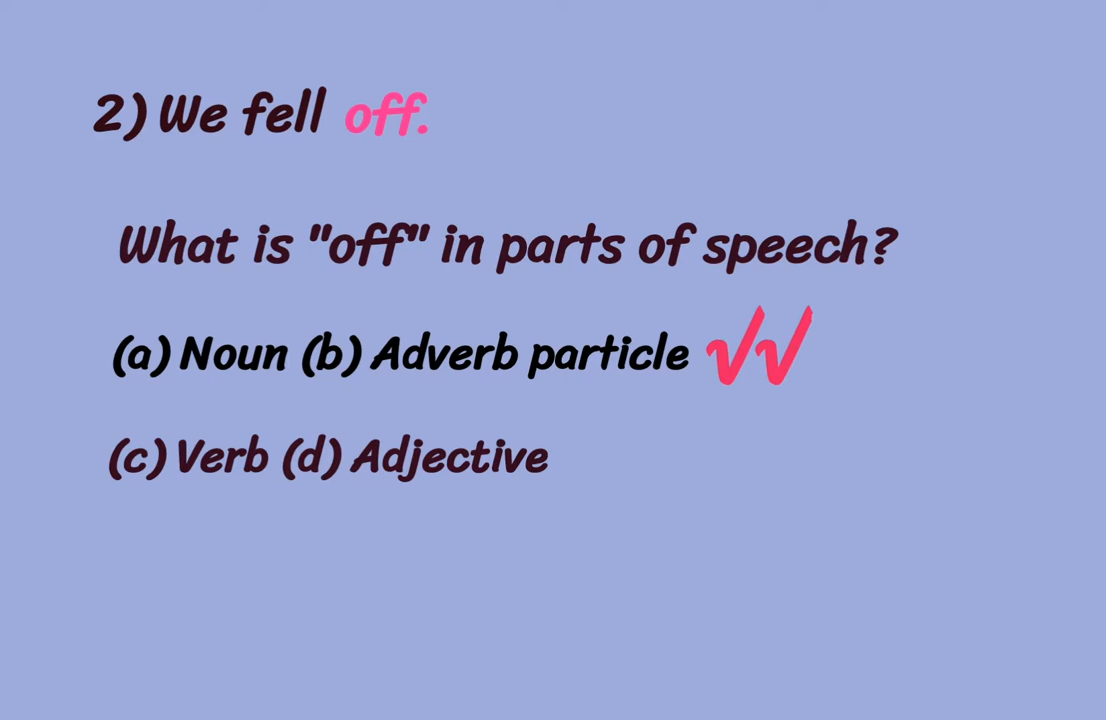 2) We fell off.
What is "off" in parts of speech?
(a) Noun (b) Adverb particle √√
(c) Verb (d) Adjective